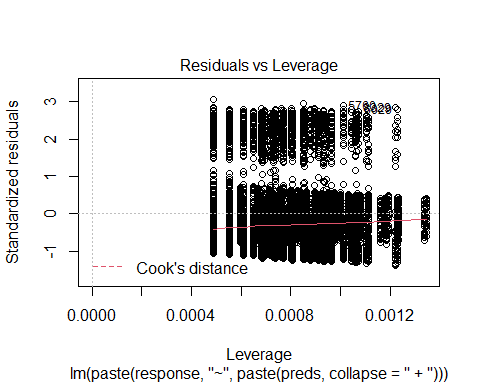 Residuals vs Leverage
Standardized residuals
3
2
1
0
-1
Cook's distance
0.0000
0.0004
0.0008
0.0012
Leverage
lm(paste(response, "~", paste(preds, collapse = " + ")))